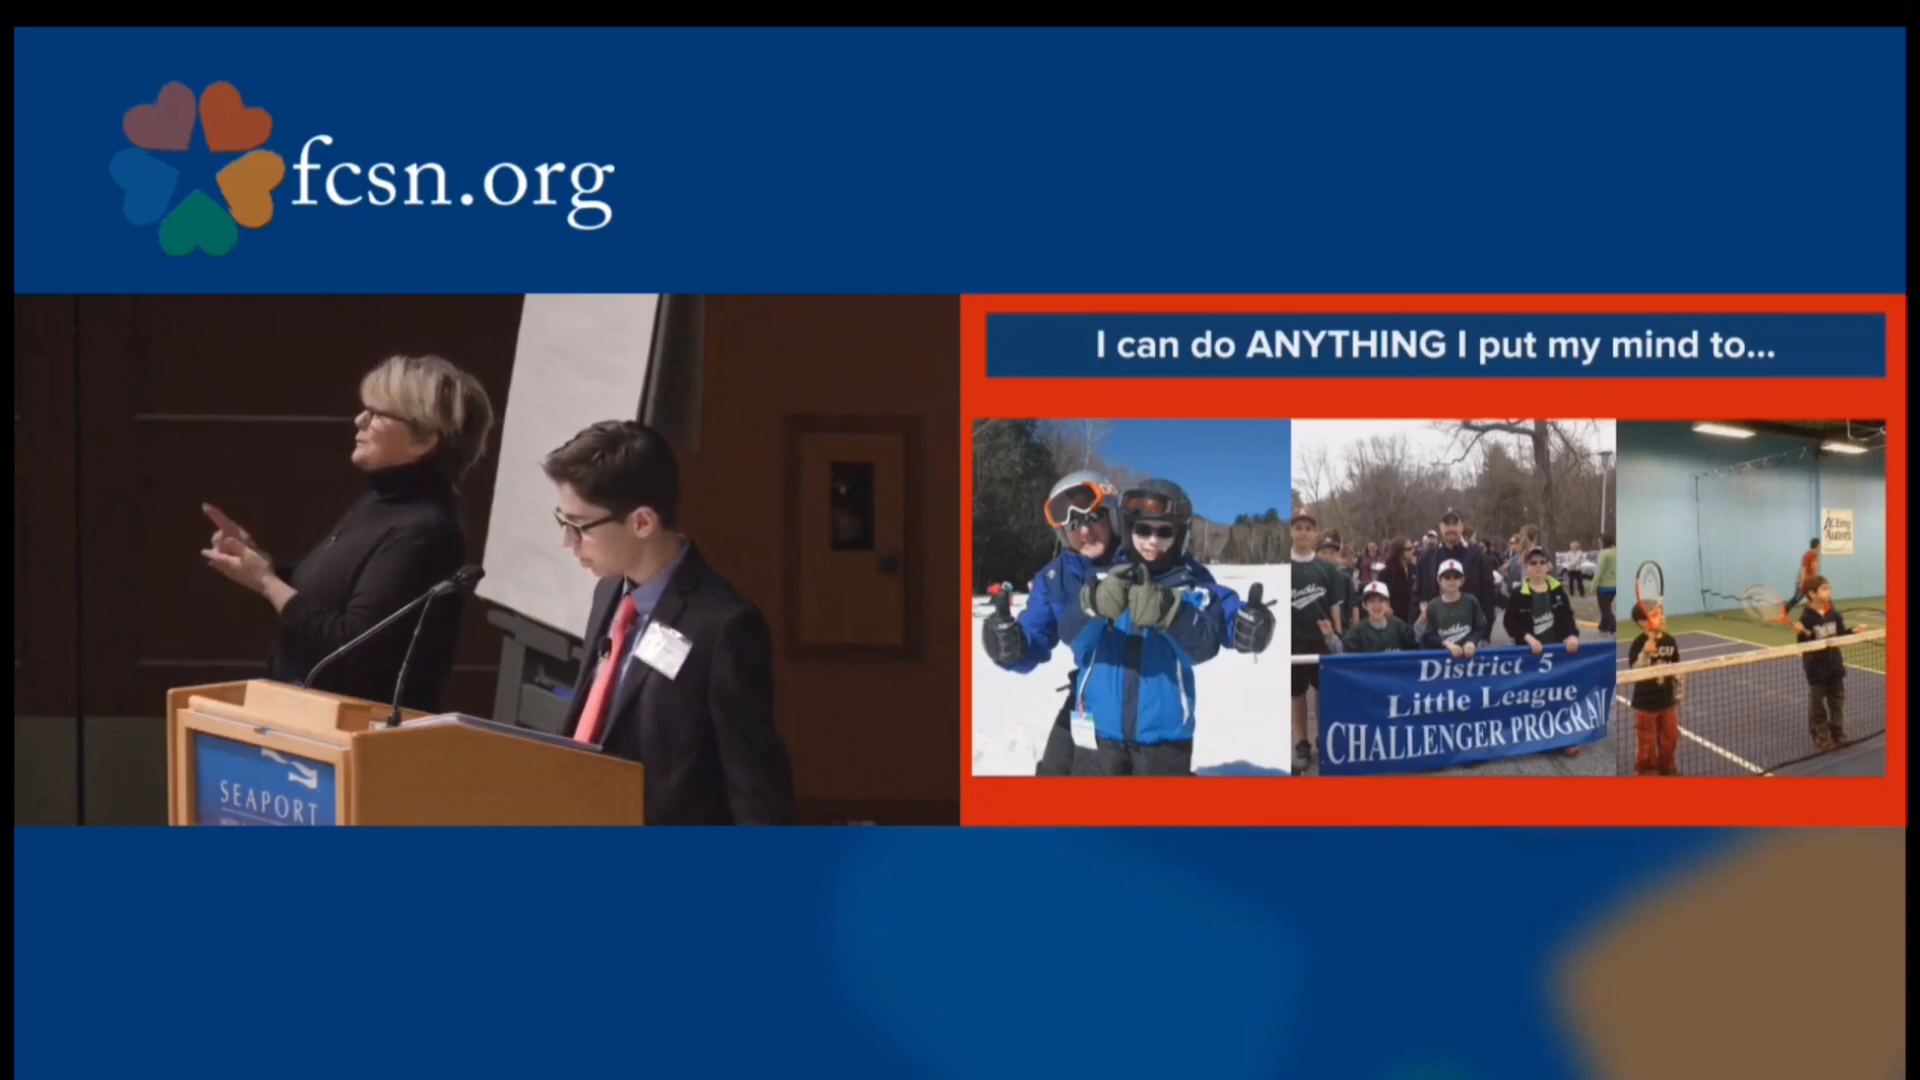 fcsn.org
I can do ANYTHING I put my mind to...
District 5
Little League
CHALLENGER PROGRAM
SEAPORT